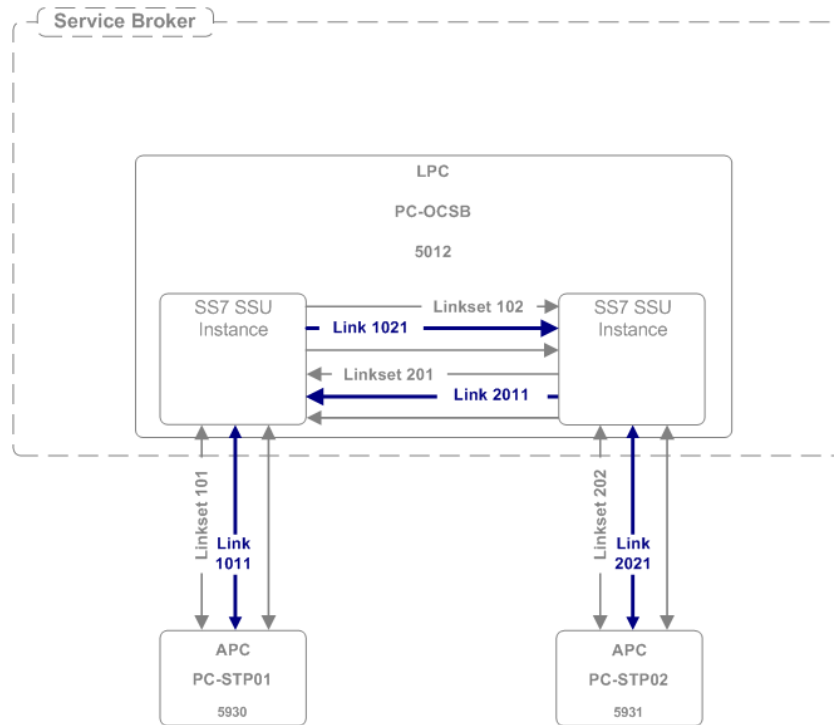 Service Broker
LPC
PC-OCSB
5012
SS7 SSU
Instance
Linkset 102
Link 1021
Linkset 201
Link 2011
SS7 SSU
Instance
Linkset 101
Link
1011
Linkset 202
Link
2021
APC
PC-STP01
5930
APC
PC-STP02
5931